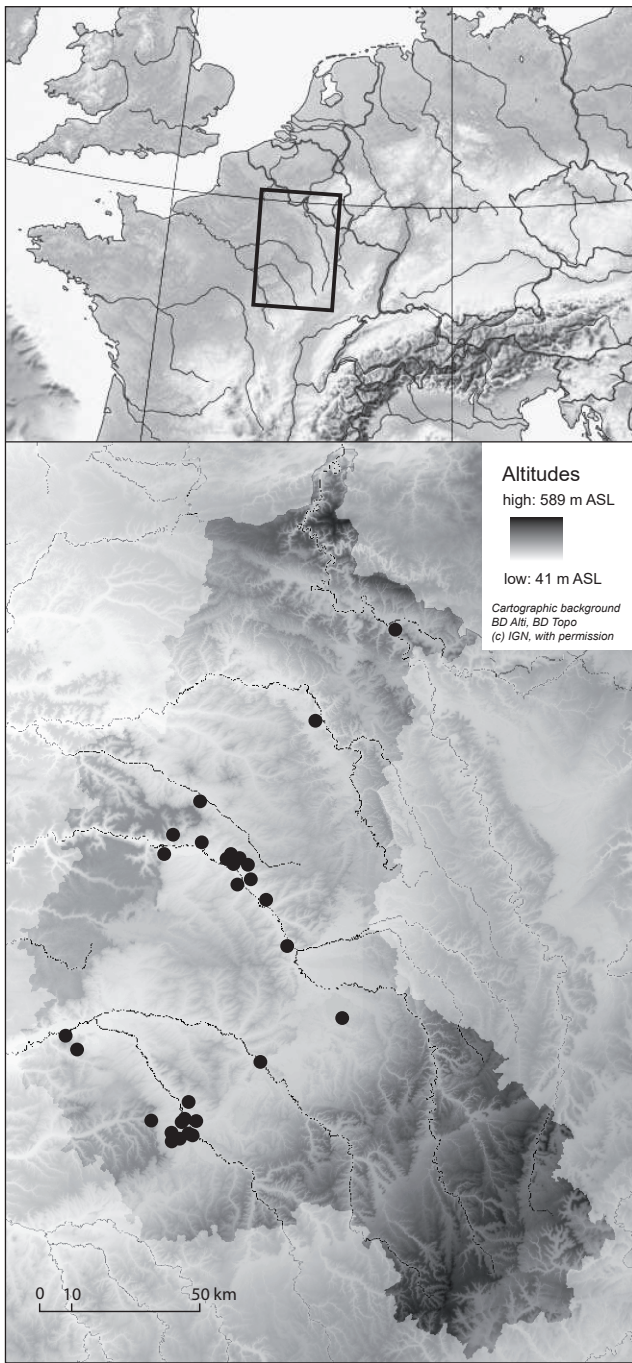 Altitudes
high: 589 m ASL
low: 41 m ASL
Cartographic background
BD Alti, BD Topo
(c) IGN, with permission
0 10 50 km